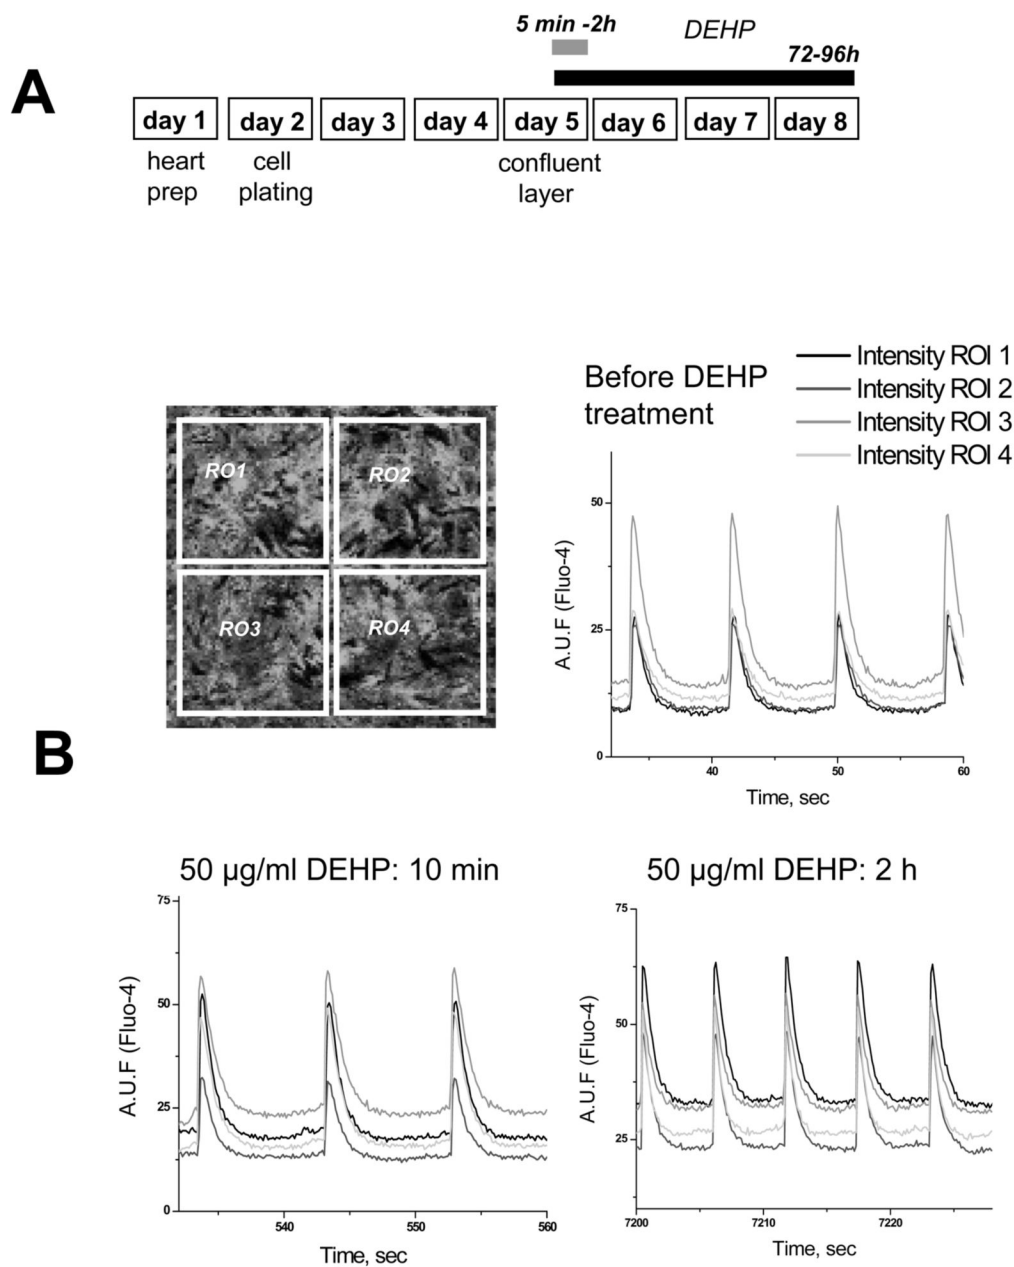 A
5 min -2h
DEHP
72-96h
day 1 day 2 day 3 day 4 day 5 day 6 day 7 day 8
heart prep
cell plating
confluent layer
B
RO1
RO2
RO3
RO4
Before DEHP
treatment
Intensity ROI 1
Intensity ROI 2
Intensity ROI 3
Intensity ROI 4
A.U.F (Fluo-4)
50
25
0
40 50 60
Time, sec
50 µg/ml DEHP: 10 min
A.U.F (Fluo-4)
75
50
25
0
540 550 560
Time, sec
50 µg/ml DEHP: 2 h
A.U.F (Fluo-4)
75
50
25
7200 7210 7220
Time, sec